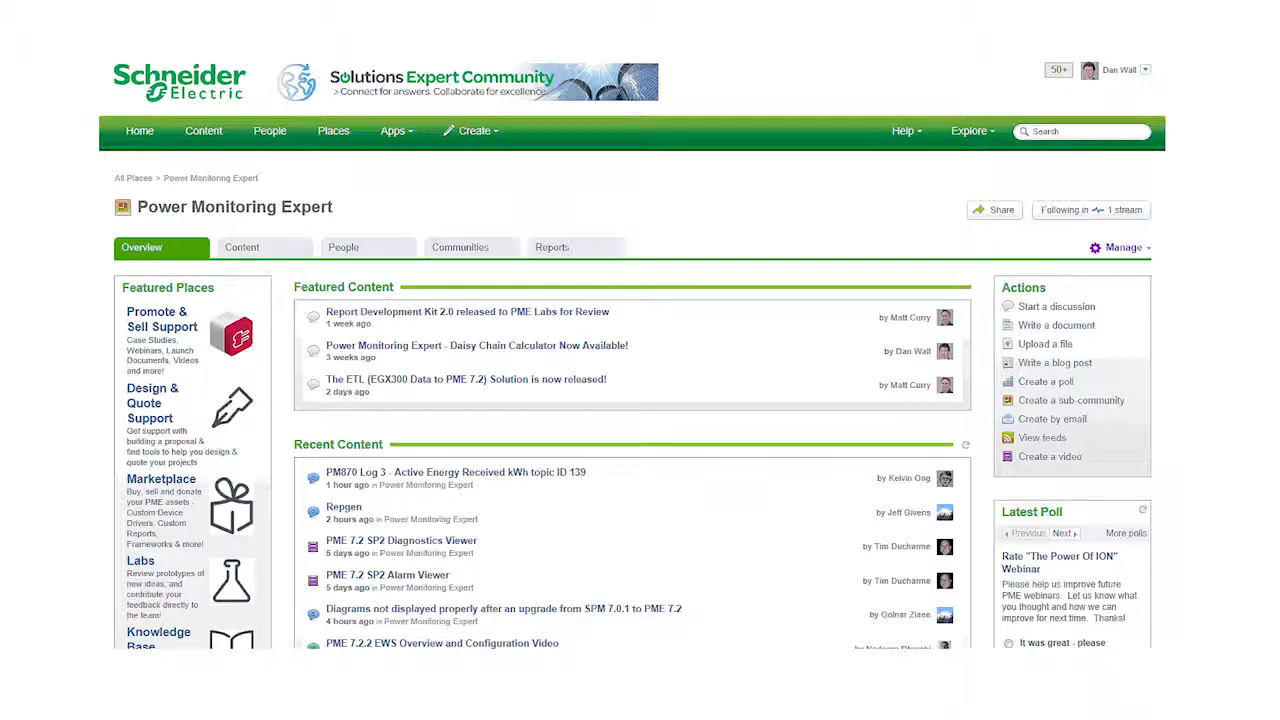 Schneider
Electric
Solutions Expert Community
> Connect for answers. Collaborate for excellence.
50+
Dan Wall
Home
Content
People
Places
Apps
Create
Help
Explore
Search
All Places > Power Monitoring Expert
Power Monitoring Expert
Share
Following in 1 stream
Overview
Content
People
Communities
Reports
Manage
Featured Places
Promote &
Sell Support
Case Studies,
Webinars, Launch
Documents, Videos
and more!
Design &
Quote
Support
Get support with
building a proposal &
find tools to help you design &
quote your projects
Marketplace
Buy, sell and donate
your PME assets -
Custom Device
Drivers, Custom
Reports,
Frameworks & more!
Labs
Review prototypes of
new ideas, and
contribute your
feedback directly to
the team!
Knowledge
Base
Featured Content
Report Development Kit 2.0 released to PME Labs for Review
1 week ago
by Matt Curry
Power Monitoring Expert - Daisy Chain Calculator Now Available!
3 weeks ago
by Dan Wall
The ETL (EGX300 Data to PME 7.2) Solution is now released!
2 days ago
by Matt Curry
Recent Content
PM870 Log 3 - Active Energy Received kWh topic ID 139
1 hour ago in Power Monitoring Expert
by Kelvin Ong
Repgen
2 hours ago in Power Monitoring Expert
by Jeff Givens
PME 7.2 SP2 Diagnostics Viewer
5 days ago in Power Monitoring Expert
by Tim Ducharme
PME 7.2 SP2 Alarm Viewer
5 days ago in Power Monitoring Expert
by Tim Ducharme
Diagrams not displayed properly after an upgrade from SPM 7.0.1 to PME 7.2
4 hours ago in Power Monitoring Expert
by Golnar Ziaee
PME 7.2.2 EWS Overview and Configuration Video
by
Actions
Start a discussion
Write a document
Upload a file
Write a blog post
Create a poll
Create a sub-community
Create by email
View feeds
Create a video
Latest Poll
Previous
Next
More polls
Rate "The Power Of ION"
Webinar
Please help us improve future
PME webinars. Let us know what
you thought and how we can
improve for next time. Thanks!
It was great - please